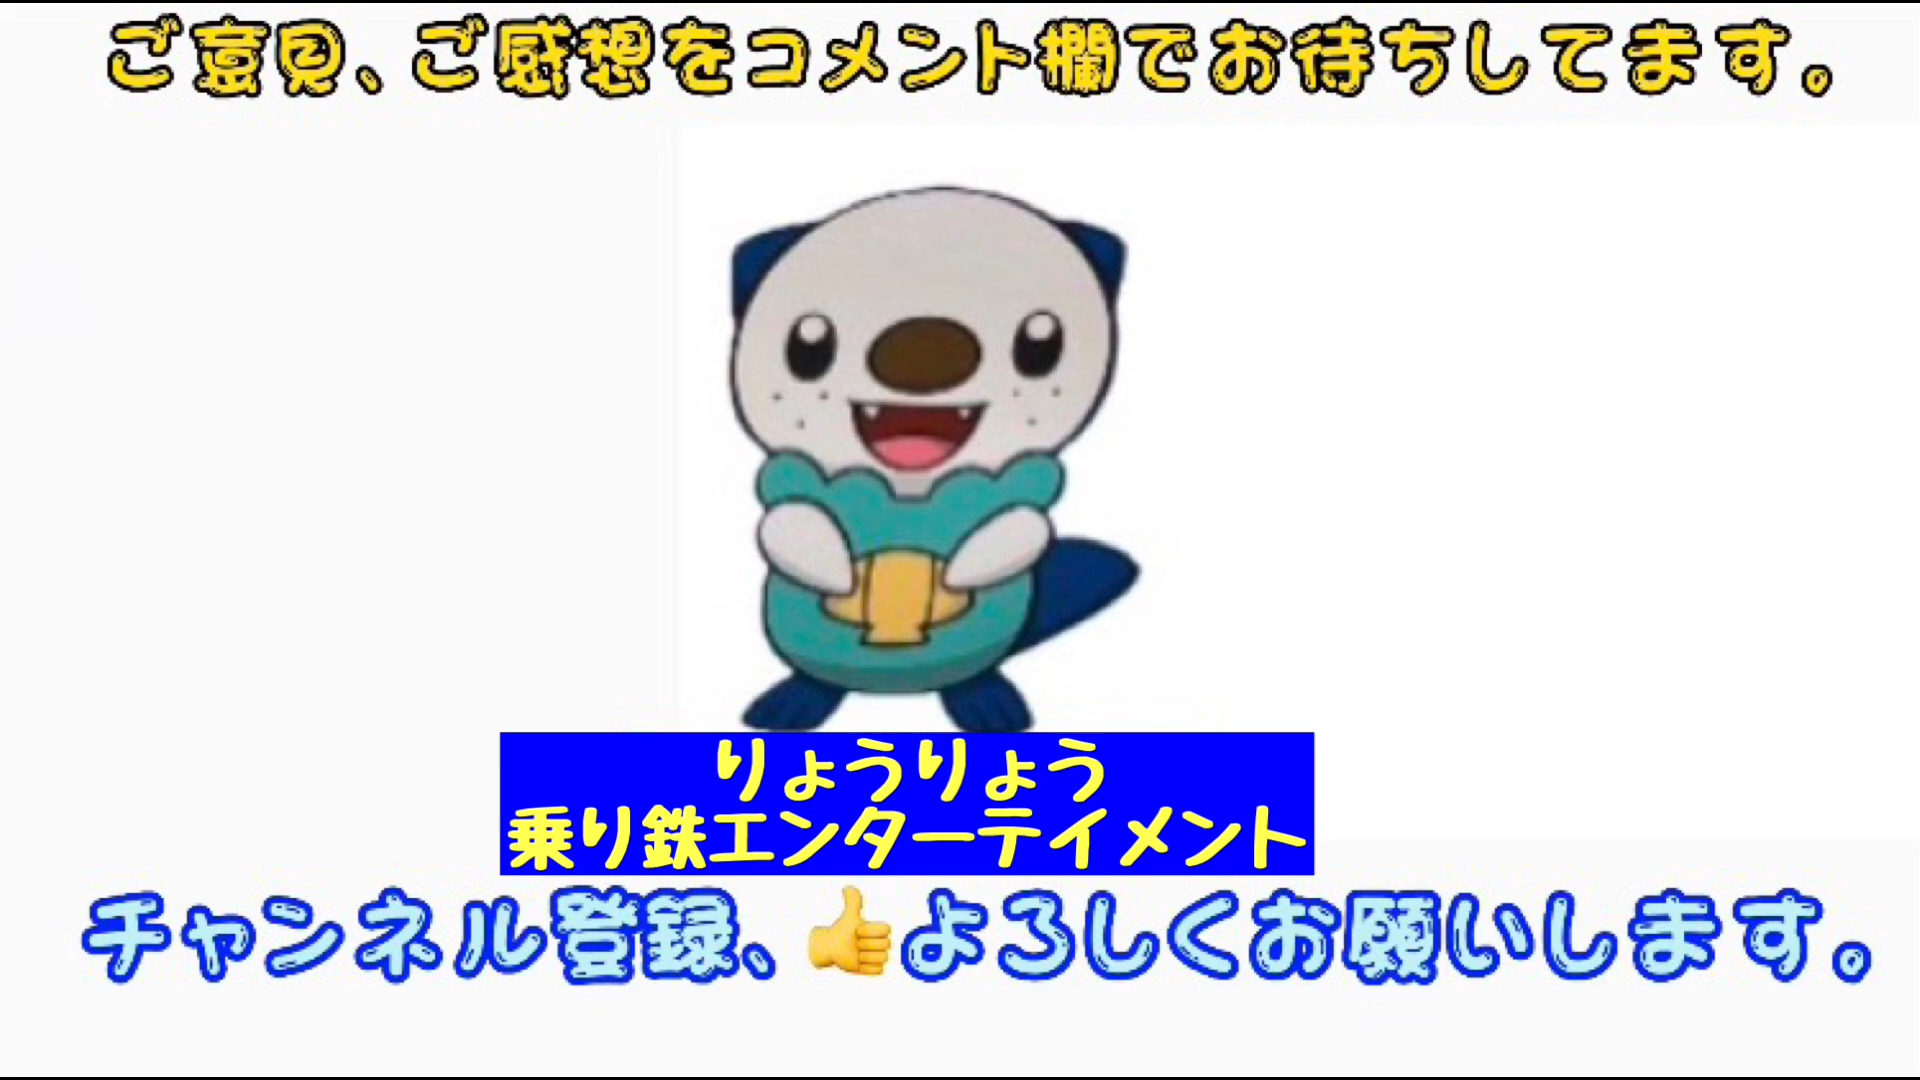 ご意見、ご感想をコメント欄でお待ちしてます。
りょうりょう
乗り鉄エンターテイメント
チャンネル登録、👍よろしくお願いします。